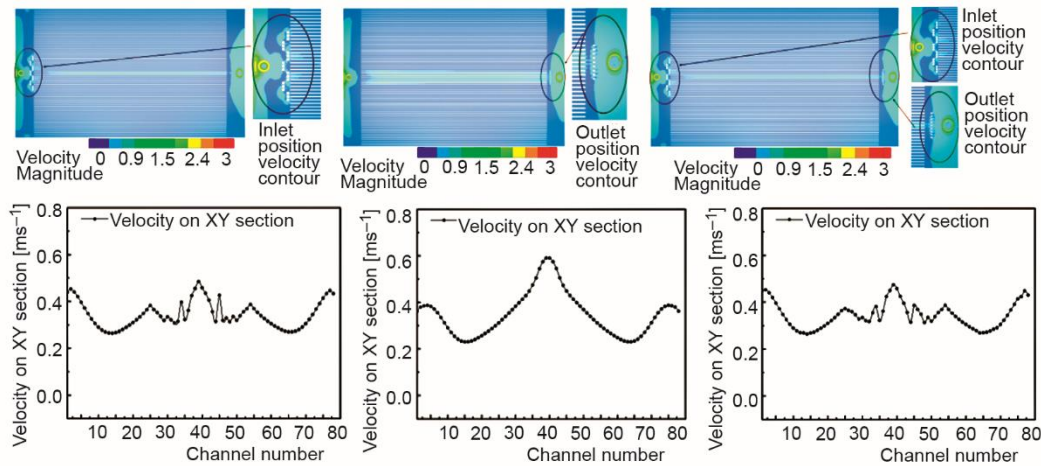 Velocity
Magnitude
0 0.9 1.5 2.4 3
Inlet
position
velocity
contour
0 0.9 1.5 2.4 3
Velocity
Magnitude
Outlet
position
velocity
contour
0 0.9 1.5 2.4 3
Velocity
Magnitude
Inlet
position
velocity
contour
Outlet
position
velocity
contour
Velocity on XY section [ms⁻¹]
0.8
0.6
0.4
0.2
0.0
Velocity on XY section
10 20 30 40 50 60 70 80
Channel number
Velocity on XY section [ms⁻¹]
0.8
0.6
0.4
0.2
0.0
Velocity on XY section
10 20 30 40 50 60 70 80
Channel number
Velocity on XY section [ms⁻¹]
0.8
0.6
0.4
0.2
0.0
Velocity on XY section
10 20 30 40 50 60 70 80
Channel number